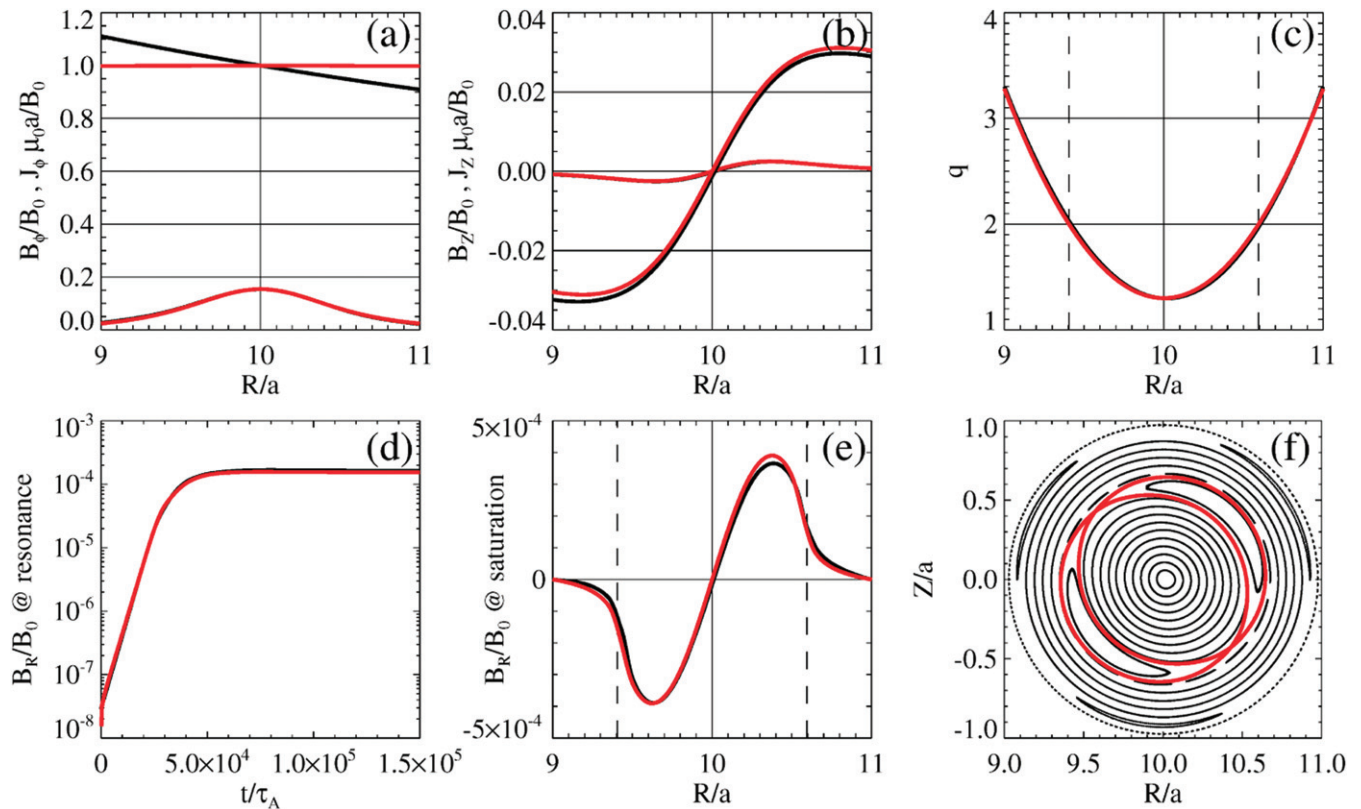 (a)
1.2
1.0
0.8
0.6
0.4
0.2
0.0
B_ϕ/B_0 , J_ϕ μ_0a/B_0
9 10 11
R/a
(b)
0.04
0.02
0.00
-0.02
-0.04
B_Z/B_0 , J_Z μ_0a/B_0
9 10 11
R/a
(c)
4
3
2
1
q
9 10 11
R/a
(d)
10^-3
10^-4
10^-5
10^-6
10^-7
10^-8
B_R/B_0 @ resonance
0 5.0×10^4 1.0×10^5 1.5×10^5
t/τ_A
(e)
5×10^-4
0
-5×10^-4
B_R/B_0 @ saturation
9 10 11
R/a
(f)
1.0
0.5
0.0
-0.5
-1.0
Z/a
9.0 9.5 10.0 10.5 11.0
R/a